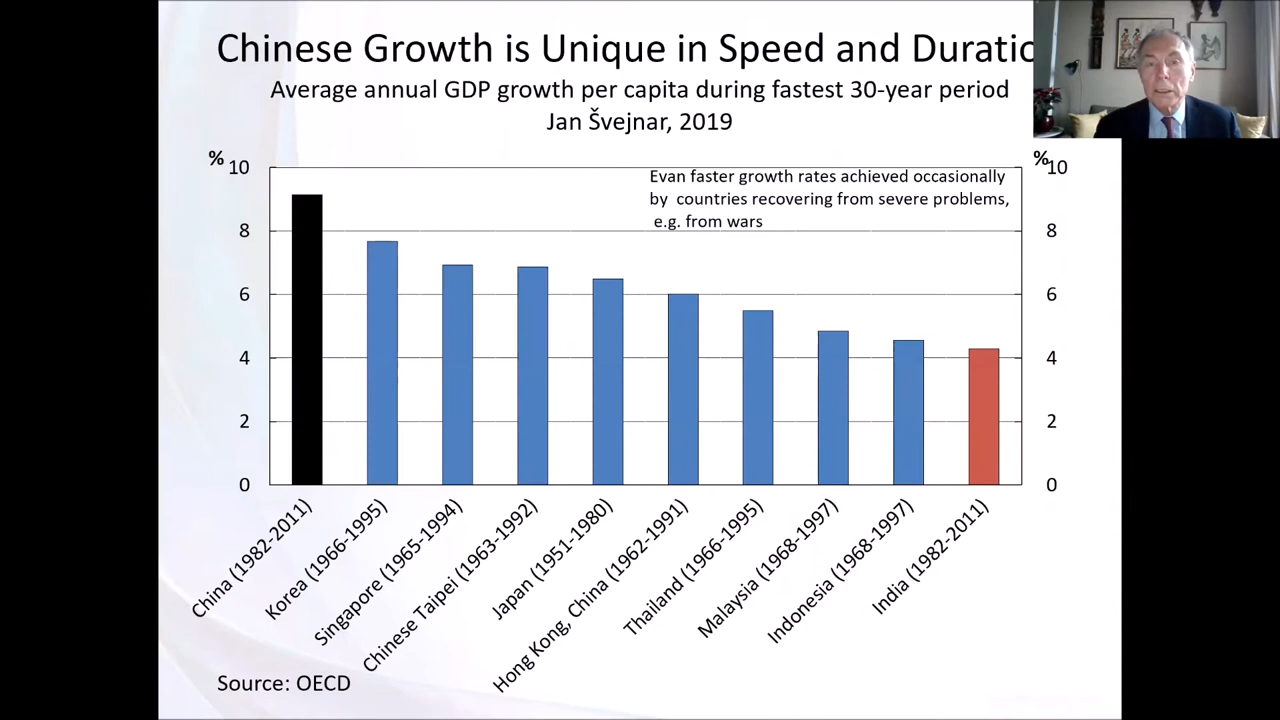 Chinese Growth is Unique in Speed and Duratio
Average annual GDP growth per capita during fastest 30-year period
Jan Švejnar, 2019
%
%
10
8
6
4
2
0
10
8
6
4
2
0
Evan faster growth rates achieved occasionally
by countries recovering from severe problems,
e.g. from wars
China (1982-2011)
Korea (1966-1995)
Singapore (1965-1994)
Chinese Taipei (1963-1992)
Japan (1951-1980)
Hong Kong, China (1962-1991)
Thailand (1966-1995)
Malaysia (1968-1997)
Indonesia (1968-1997)
India (1982-2011)
Source: OECD